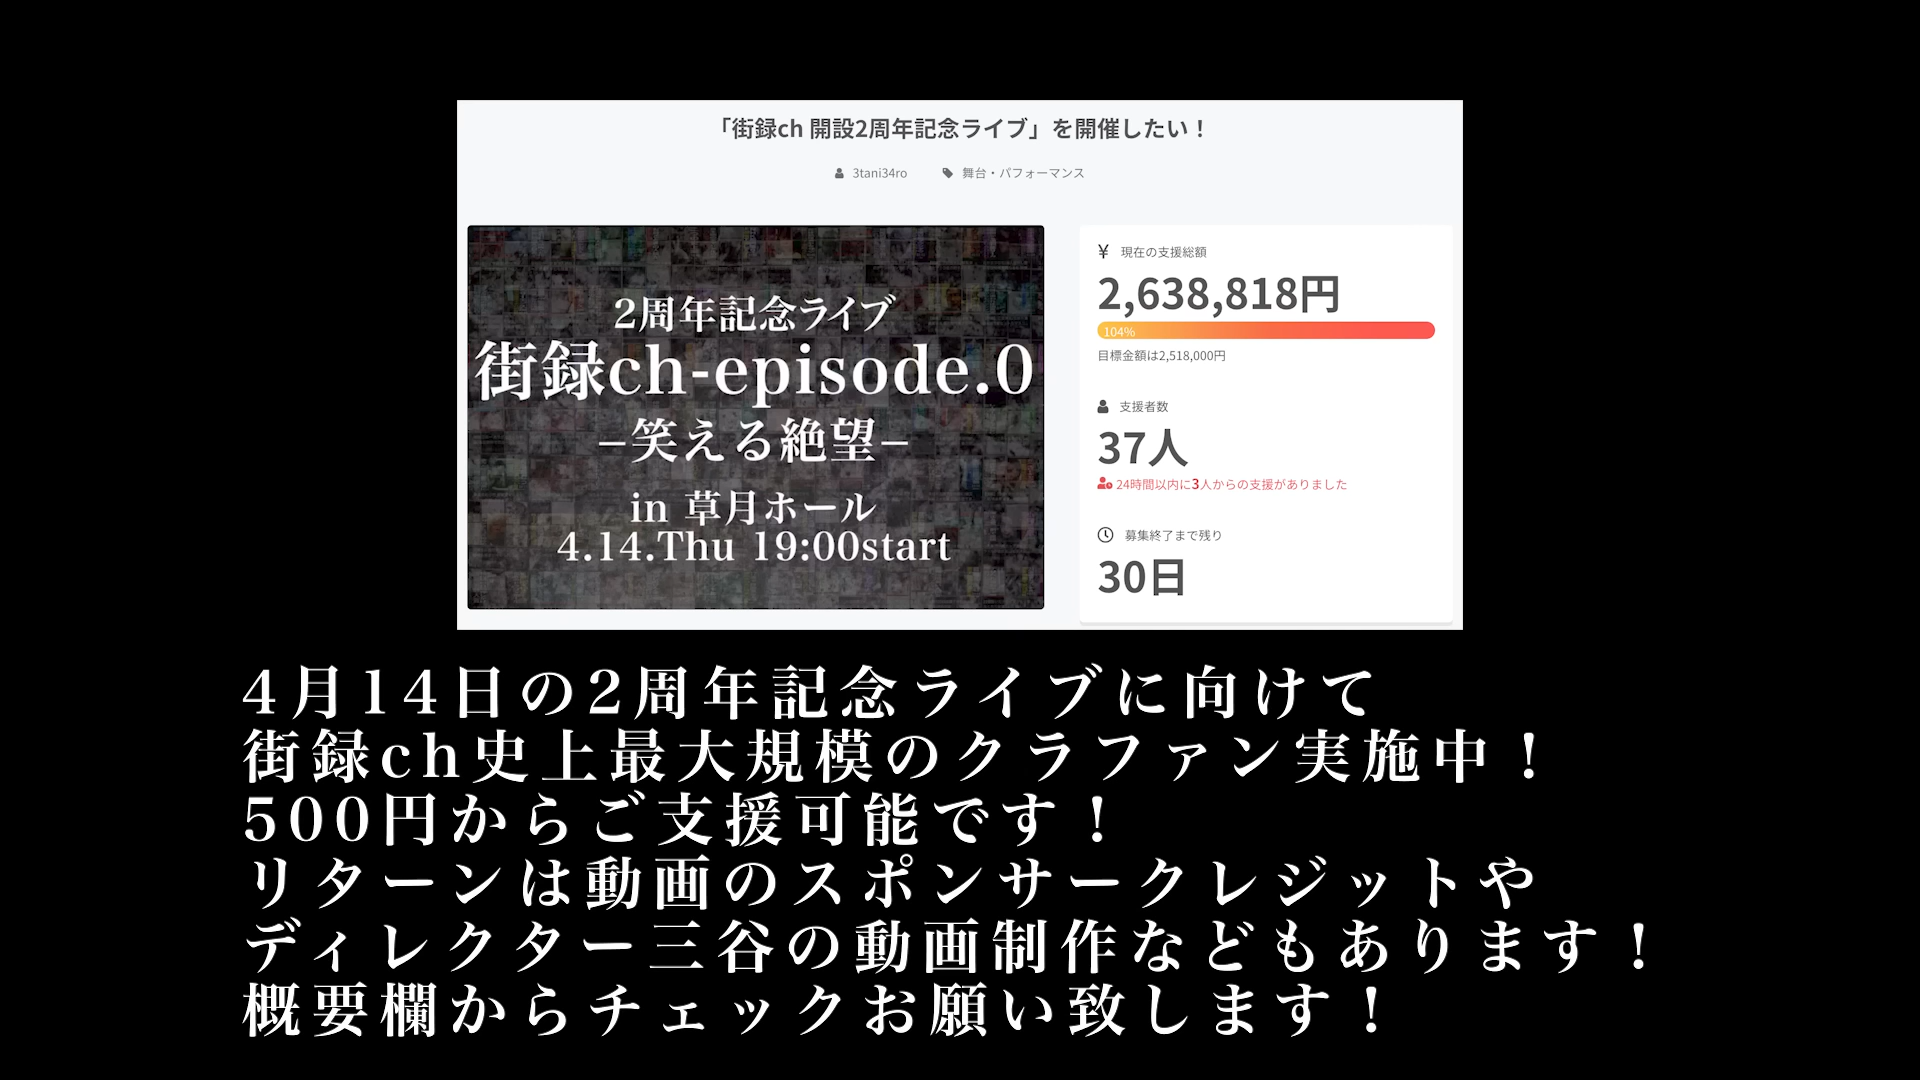 「街録ch 開設2周年記念ライブ」を開催したい！
3tani34ro 舞台・パフォーマンス
2周年記念ライブ
街録ch-episode.0
–笑える絶望–
in 草月ホール
4.14.Thu 19:00start
¥ 現在の支援総額
2,638,818円
104%
目標金額は2,518,000円
支援者数
37人
24時間以内に3人からの支援がありました
募集終了まで残り
30日
4月14日の2周年記念ライブに向けて
街録ch史上最大規模のクラファン実施中！
500円からご支援可能です！
リターンは動画のスポンサークレジットや
ディレクター三谷の動画制作などもあります！
概要欄からチェックお願い致します！